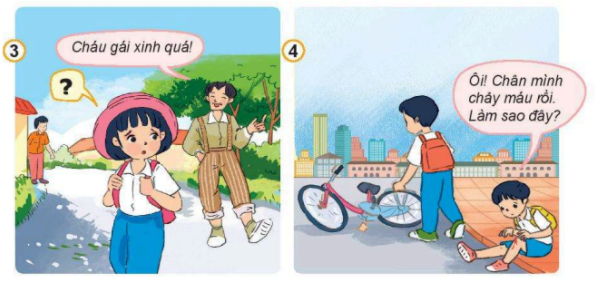 3
Cháu gái xinh quá!
?
4
Ôi! Chân mình
chảy máu rồi.
Làm sao đây?